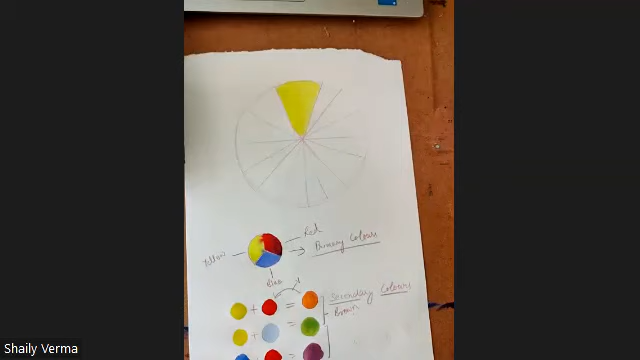 Red
Yellow
Primary Colours
Blue
+ =
Secondary Colours
+ =
Brown
=
Shaily Verma